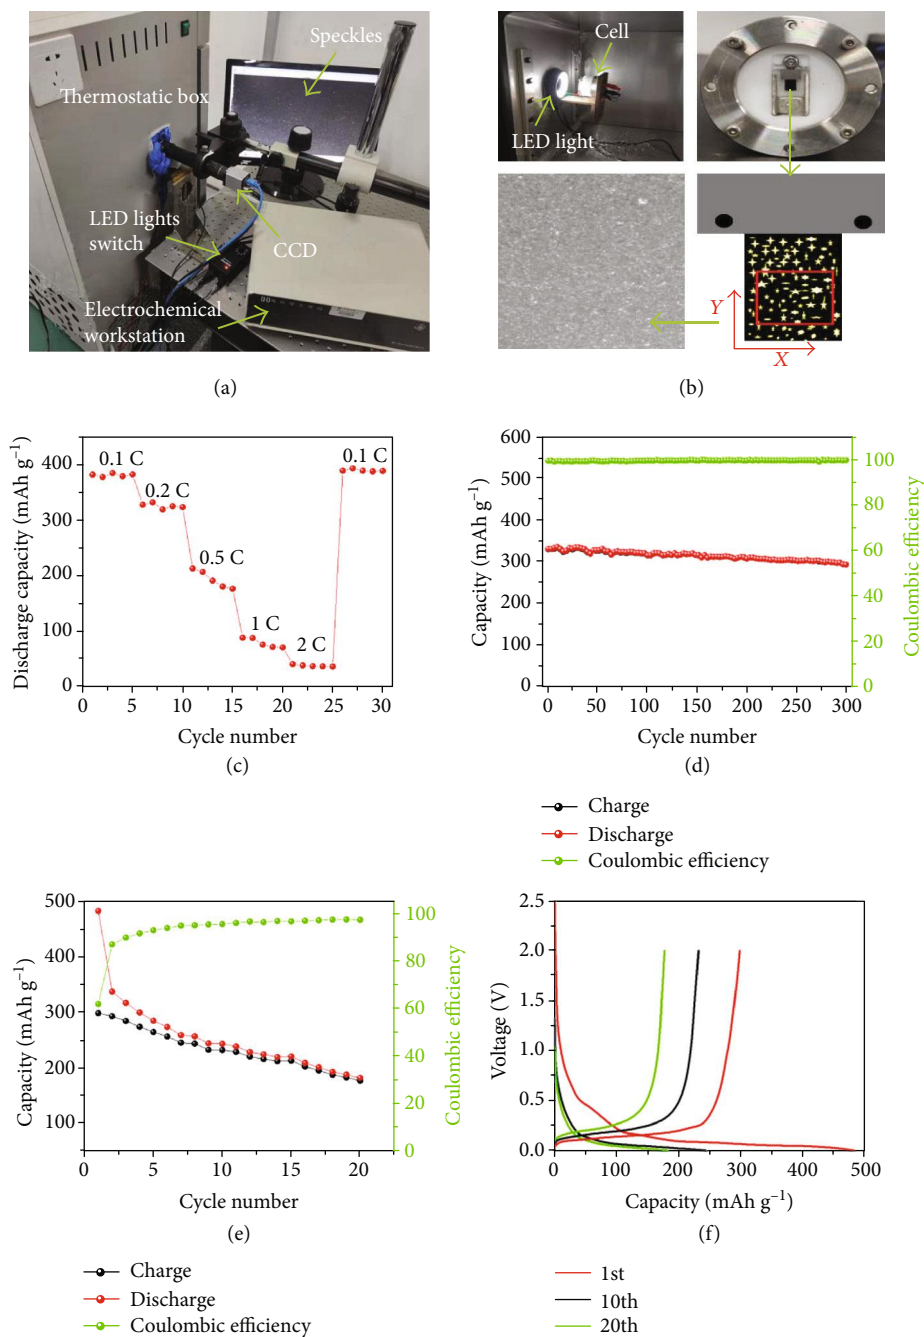 Speckles
Thermostatic box
LED lights
switch
CCD
Electrochemical
workstation
(a)
Cell
LED light
Y
X
(b)
Discharge capacity (mAh g⁻¹)
400
300
200
100
0
0.1 C
0.2 C
0.5 C
1 C
2 C
0.1 C
0 5 10 15 20 25 30
Cycle number
(c)
Capacity (mAh g⁻¹)
600
500
400
300
200
100
0
0 50 100 150 200 250 300
Cycle number
100
80
60
40
20
0
Coulombic efficiency
(d)
Charge
Discharge
Coulombic efficiency
Capacity (mAh g⁻¹)
500
400
300
200
100
0 5 10 15 20
Cycle number
100
80
60
40
30
0
Coulombic efficiency
(e)
Charge
Discharge
Coulombic efficiency
Voltage (V)
2.5
2.0
1.5
1.0
0.5
0.0
0 100 200 300 400 500
Capacity (mAh g⁻¹)
(f)
1st
10th
20th